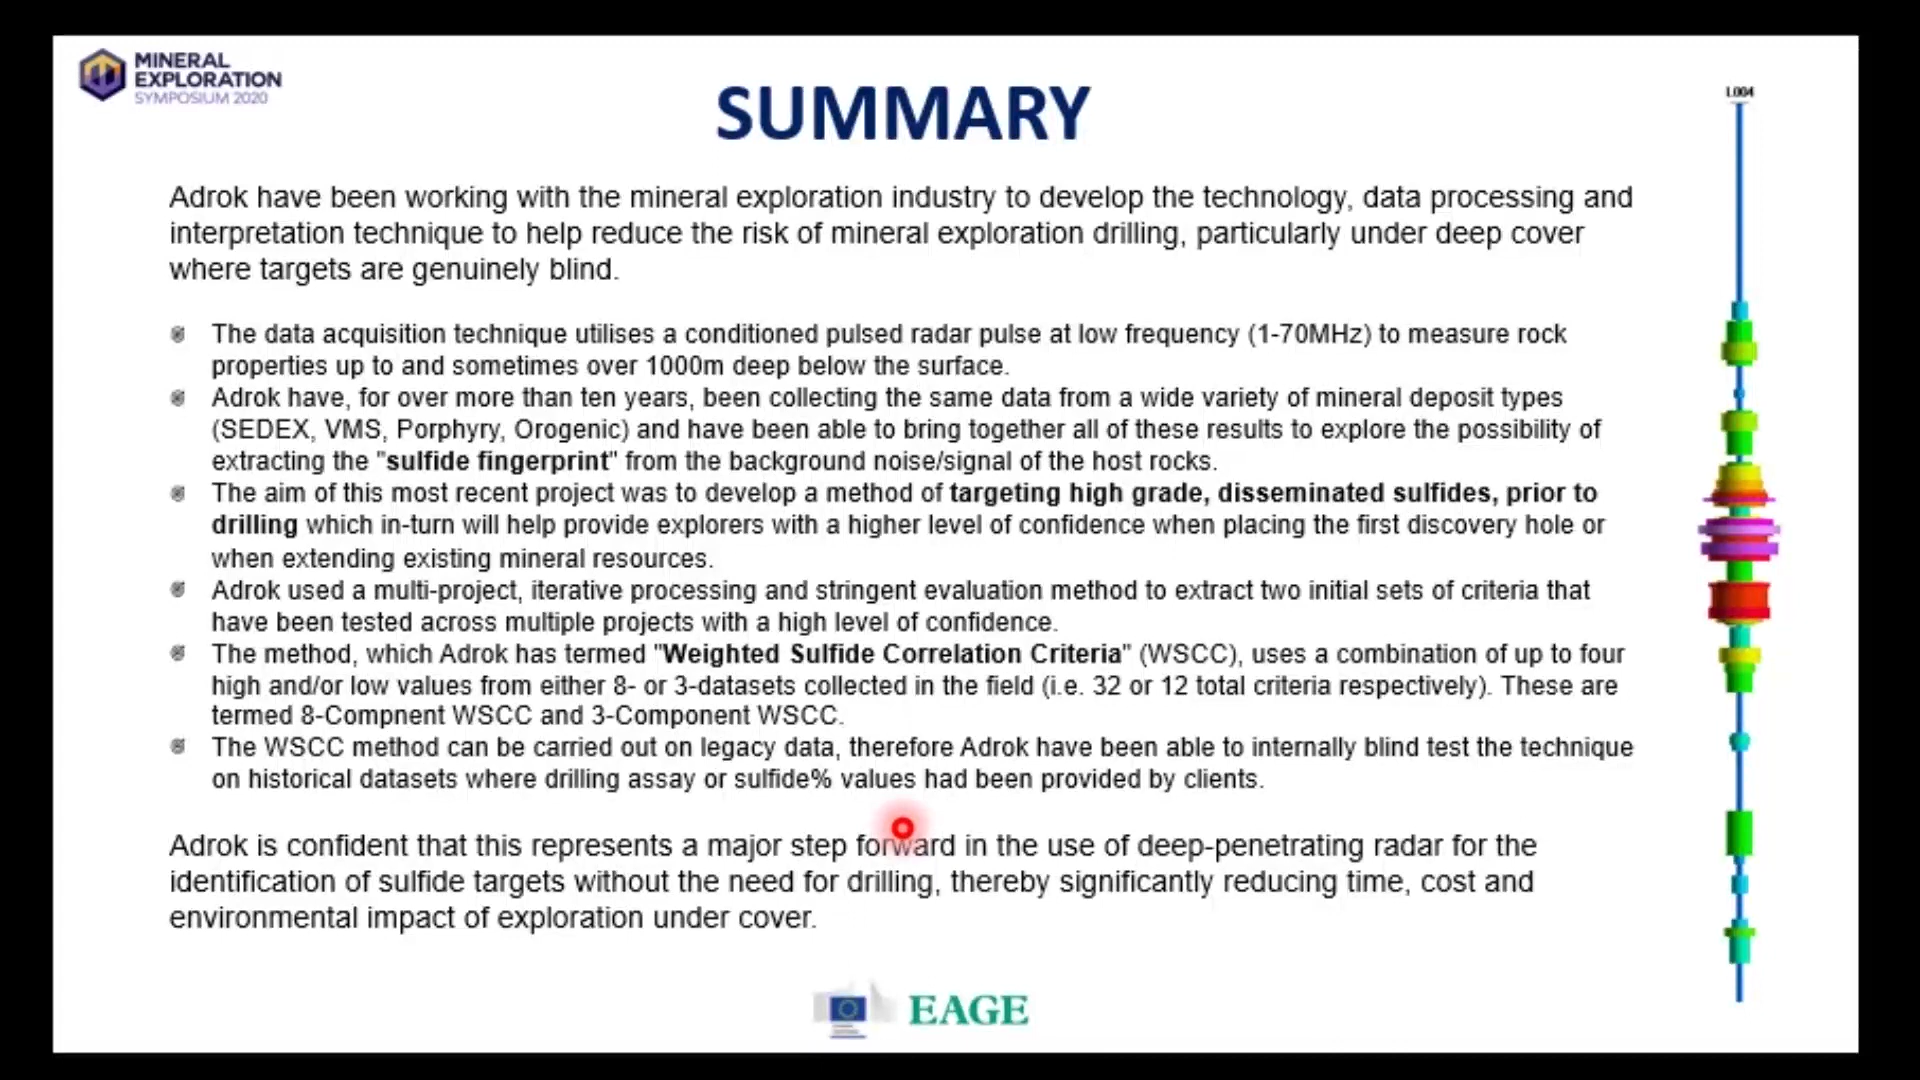 MINERAL
EXPLORATION
SYMPOSIUM 2020
SUMMARY
L004
Adrok have been working with the mineral exploration industry to develop the technology, data processing and
interpretation technique to help reduce the risk of mineral exploration drilling, particularly under deep cover
where targets are genuinely blind.
The data acquisition technique utilises a conditioned pulsed radar pulse at low frequency (1-70MHz) to measure rock
properties up to and sometimes over 1000m deep below the surface.
Adrok have, for over more than ten years, been collecting the same data from a wide variety of mineral deposit types
(SEDEX, VMS, Porphyry, Orogenic) and have been able to bring together all of these results to explore the possibility of
extracting the "sulfide fingerprint" from the background noise/signal of the host rocks.
The aim of this most recent project was to develop a method of targeting high grade, disseminated sulfides, prior to
drilling which in-turn will help provide explorers with a higher level of confidence when placing the first discovery hole or
when extending existing mineral resources.
Adrok used a multi-project, iterative processing and stringent evaluation method to extract two initial sets of criteria that
have been tested across multiple projects with a high level of confidence.
The method, which Adrok has termed "Weighted Sulfide Correlation Criteria" (WSCC), uses a combination of up to four
high and/or low values from either 8- or 3-datasets collected in the field (i.e. 32 or 12 total criteria respectively). These are
termed 8-Compnent WSCC and 3-Component WSCC.
The WSCC method can be carried out on legacy data, therefore Adrok have been able to internally blind test the technique
on historical datasets where drilling assay or sulfide% values had been provided by clients.
Adrok is confident that this represents a major step forward in the use of deep-penetrating radar for the
identification of sulfide targets without the need for drilling, thereby significantly reducing time, cost and
environmental impact of exploration under cover.
EAGE